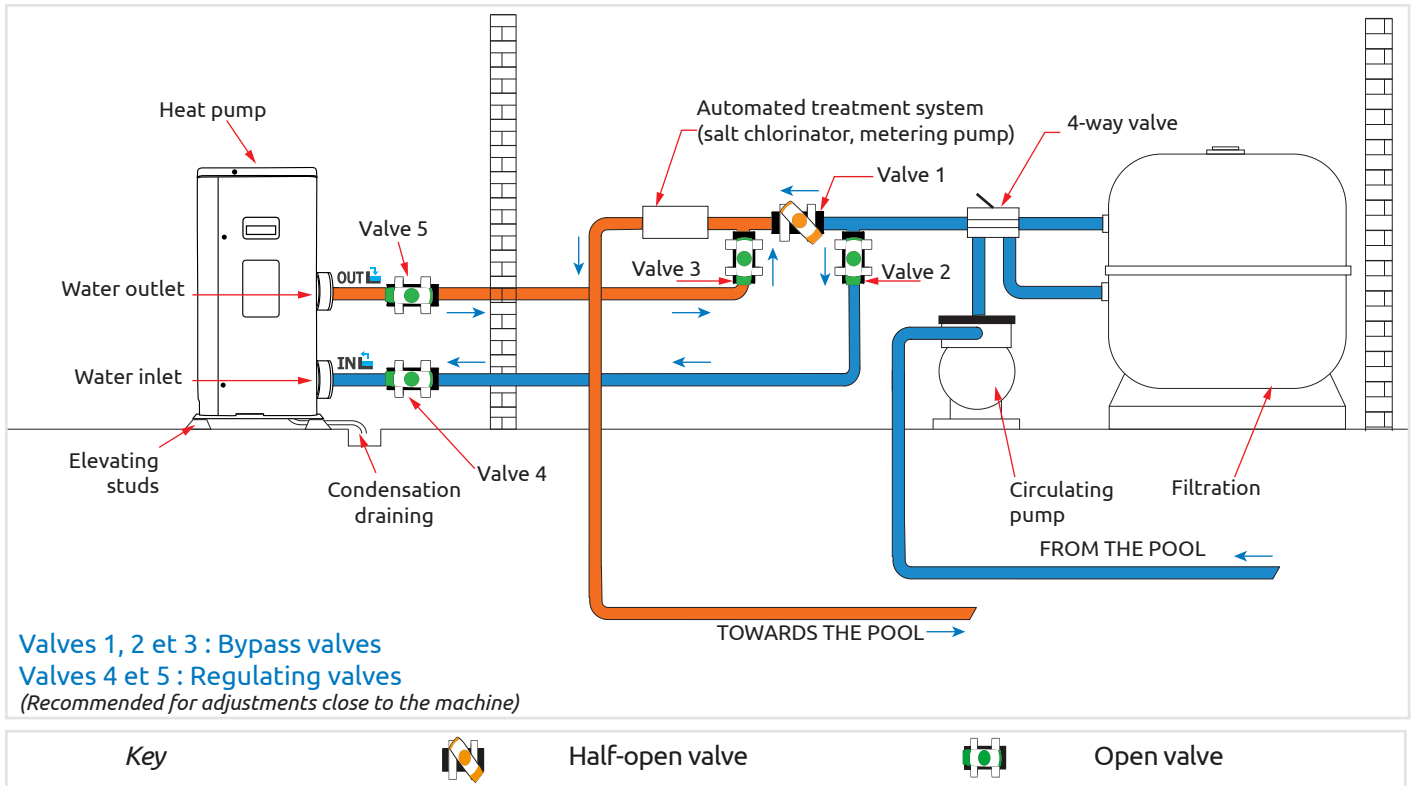 Heat pump
Automated treatment system
(salt chlorinator, metering pump)
4-way valve
Valve 1
Valve 5
Valve 3
Valve 2
OUT
Water outlet
IN
Water inlet
Valve 4
Elevating
studs
Condensation
draining
Circulating
pump
Filtration
FROM THE POOL
TOWARDS THE POOL
Valves 1, 2 et 3 : Bypass valves
Valves 4 et 5 : Regulating valves
(Recommended for adjustments close to the machine)
Key
Half-open valve
Open valve